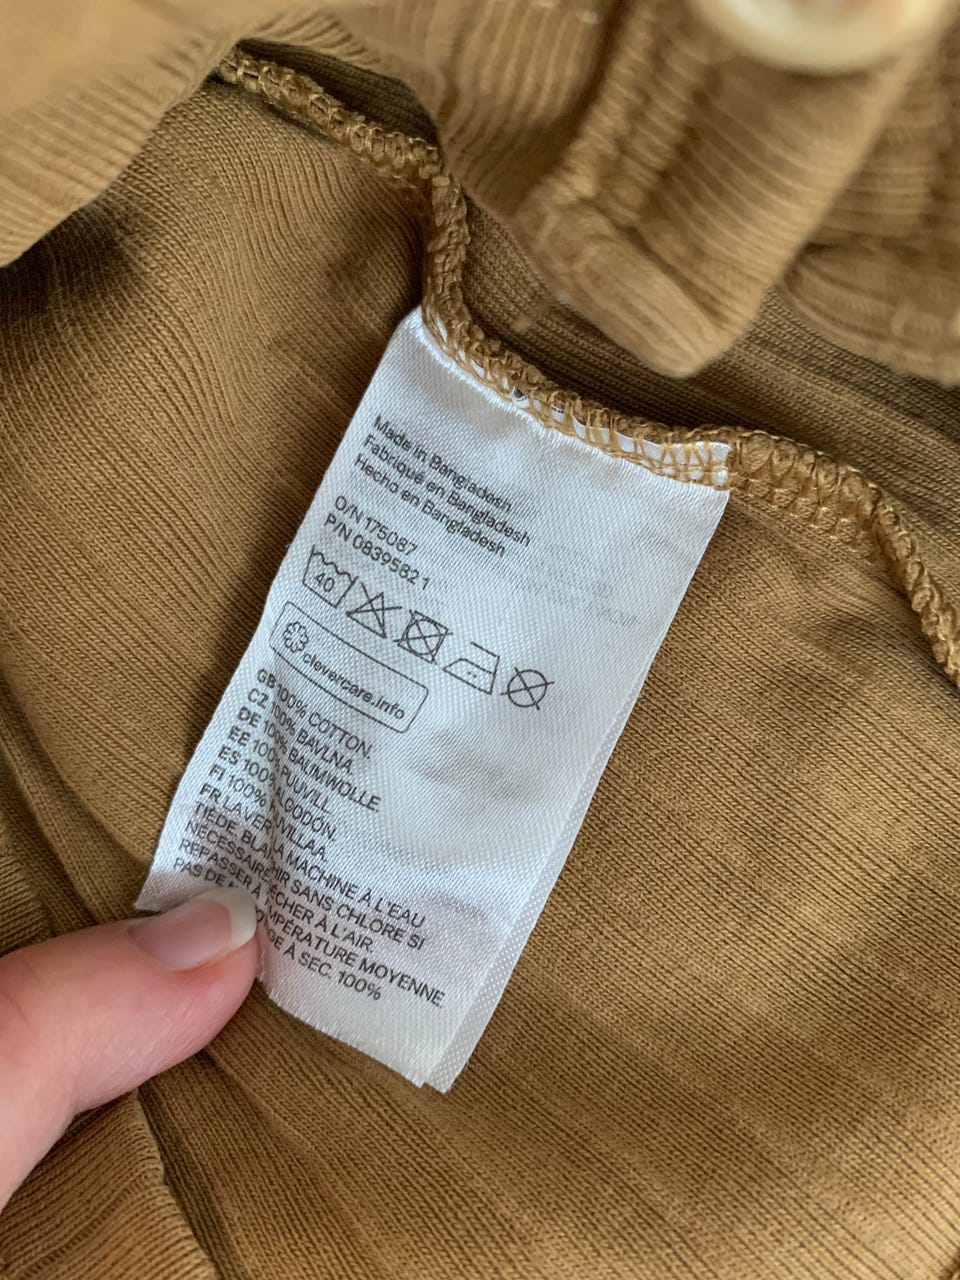 Made in Bangladesh
Fabriqué en Bangladesh
Hecho en Bangladesh
O/N 175087
P/N 0839582 1
40
clevercare.info
GB 100% COTTON.
CZ 100% BAVLNA
DE 100% BAUMWOLLE
EE 100% PUUVILL
ES 100% ALGODÓN.
FI 100% VILLAA
FR LAVER LA MACHINE À L'EAU
TIÈDE. BLANCHIR SANS CHLORE SI
NÉCESSAIRE. SÉCHER À L'AIR.
REPASSER À TEMPÉRATURE MOYENNE.
PAS DE À SEC. 100%